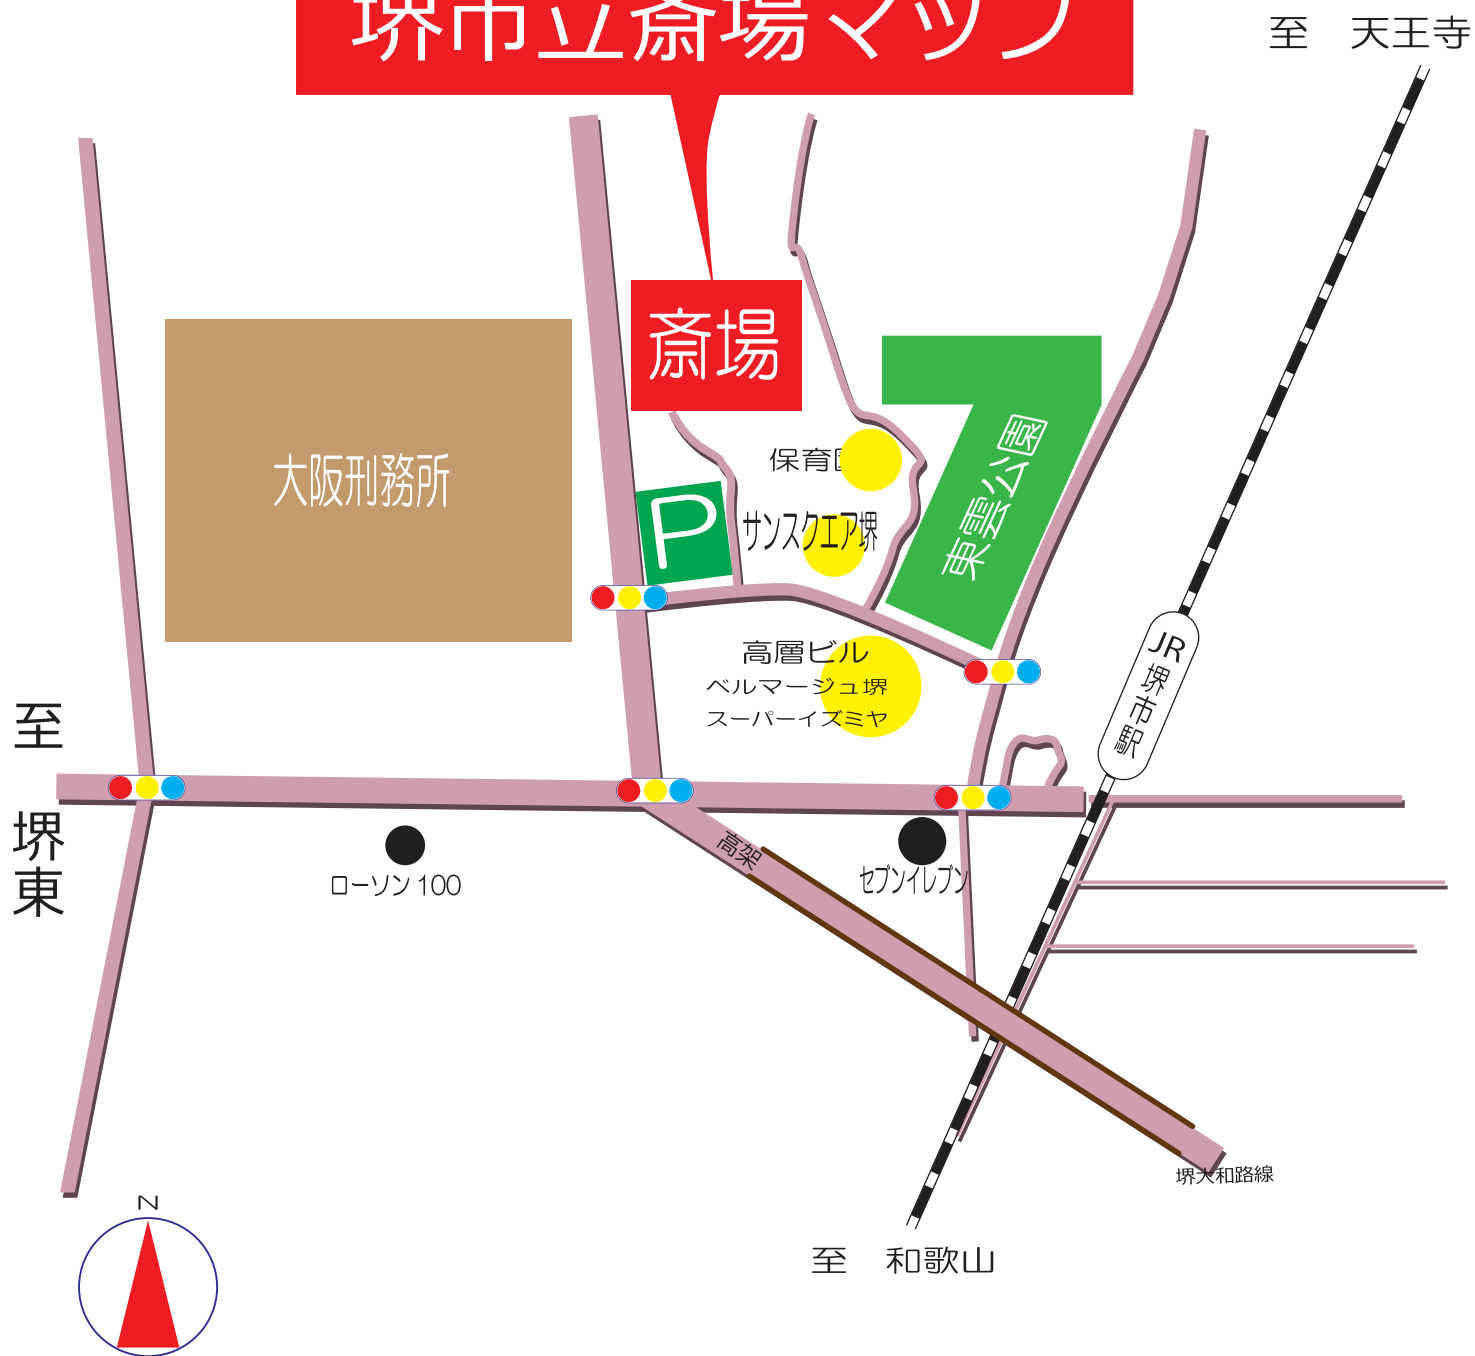 堺市立斎場マップ
至 天王寺
斎場
大阪刑務所
保育園
P
サンスクエア堺
東雲公園
高層ビル
ベルマージュ堺
スーパーイズミヤ
JR堺市駅
至 堺東
高架
ローソン100
セブンイレブン
堺大和路線
至 和歌山
N